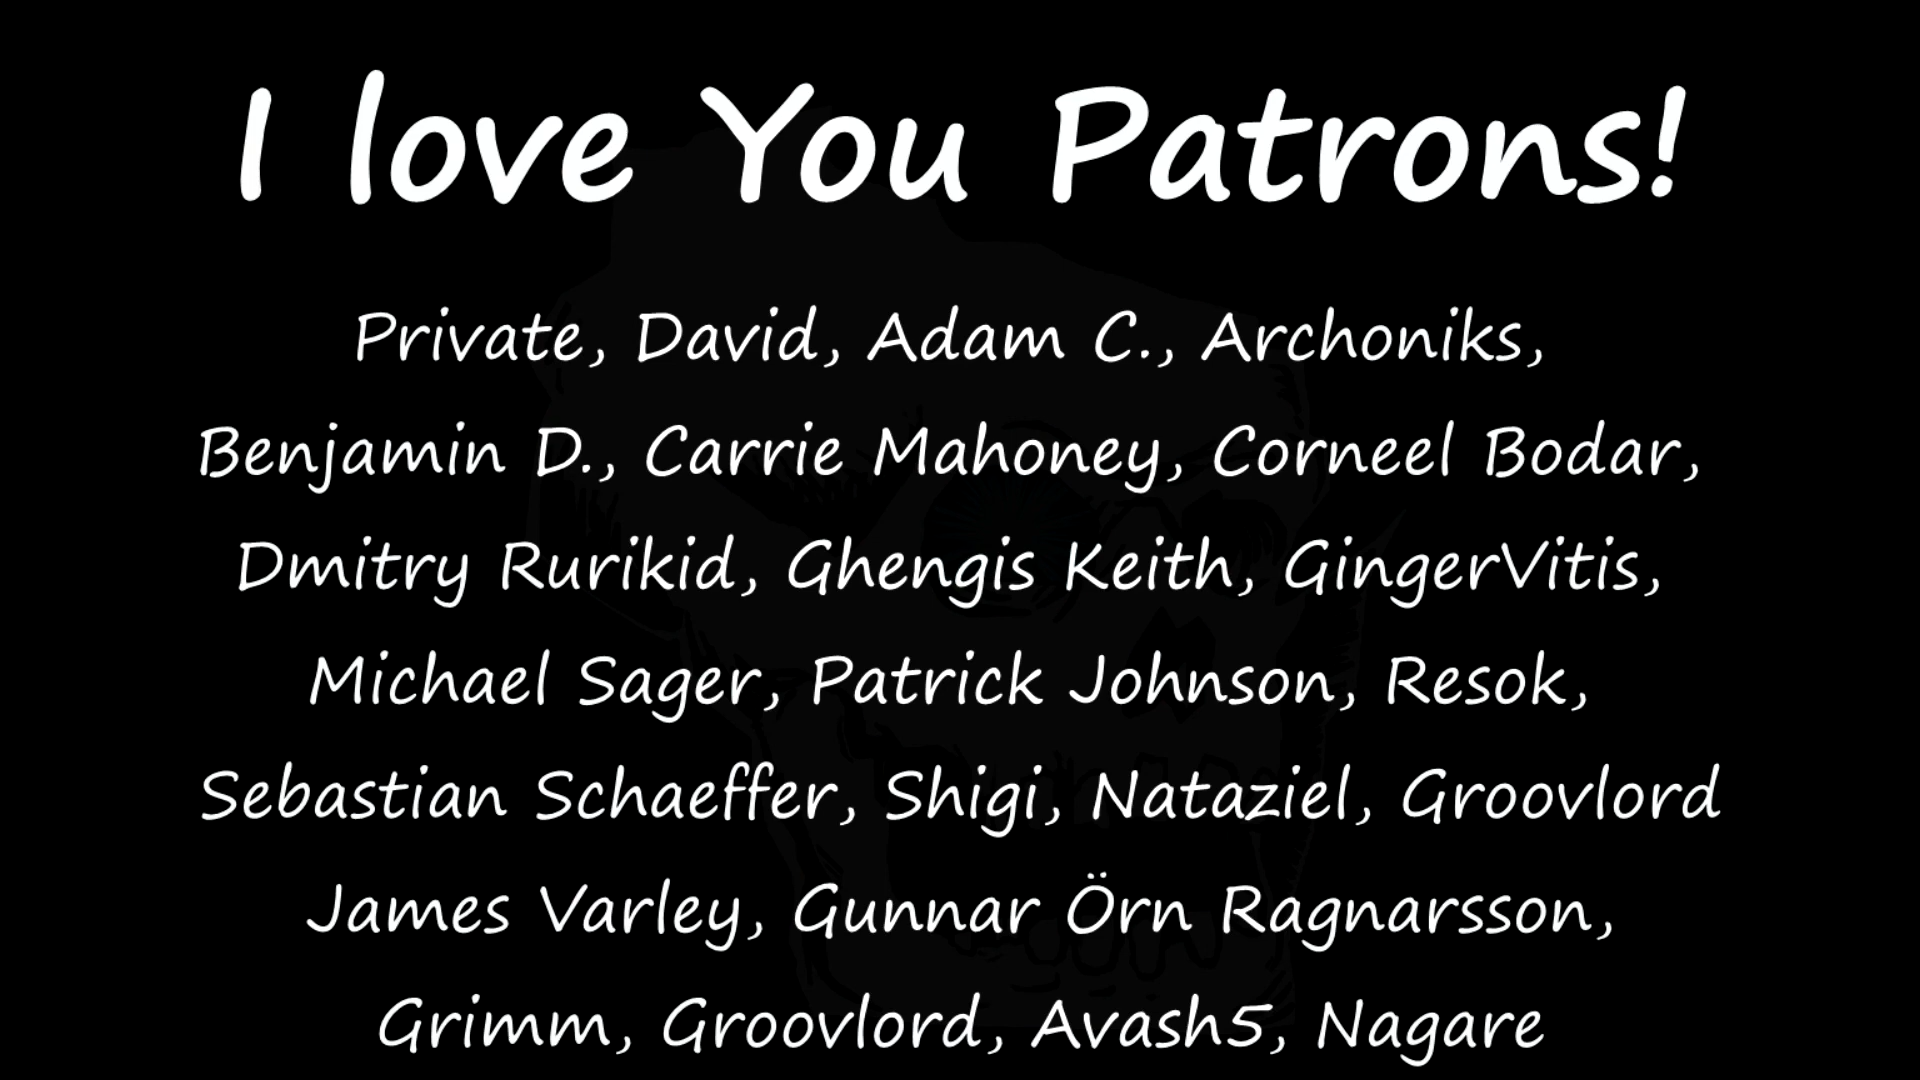 I love You Patrons!
Private, David, Adam C., Archoniks,
Benjamin D., Carrie Mahoney, Corneel Bodar,
Dmitry Rurikid, Ghengis Keith, GingerVitis,
Michael Sager, Patrick Johnson, Resok,
Sebastian Schaeffer, Shigi, Nataziel, Groovlord
James Varley, Gunnar Örn Ragnarsson,
Grimm, Groovlord, Avash5, Nagare